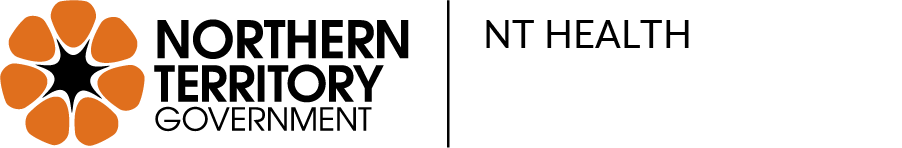 NORTHERN
TERRITORY
GOVERNMENT
NT HEALTH